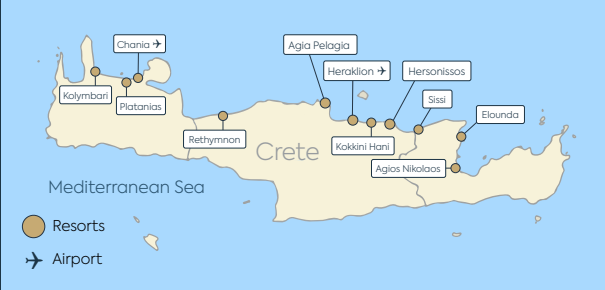 Chania
Agia Pelagia
Heraklion
Hersonissos
Kolymbari
Platanias
Sissi
Elounda
Rethymnon
Kokkini Hani
Crete
Agios Nikolaos
Mediterranean Sea
Resorts
Airport